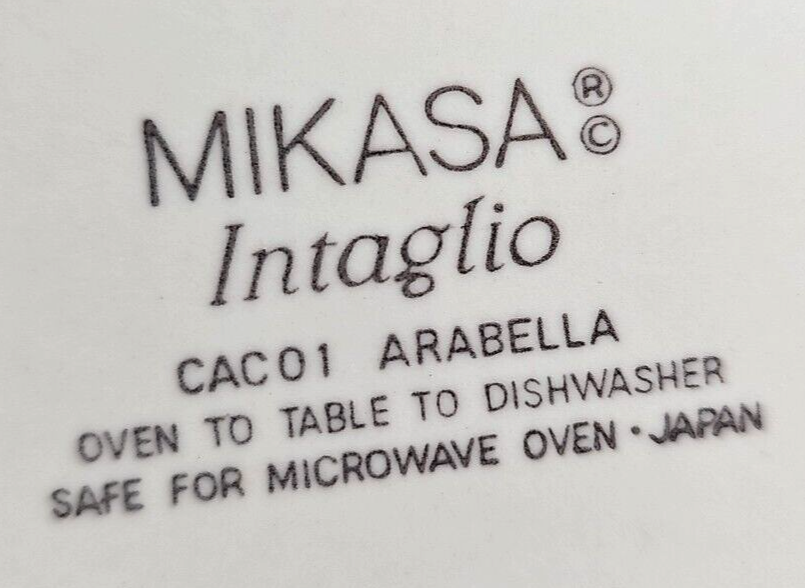 MIKASA®©
Intaglio
CAC01 ARABELLA
OVEN TO TABLE TO DISHWASHER
SAFE FOR MICROWAVE OVEN · JAPAN